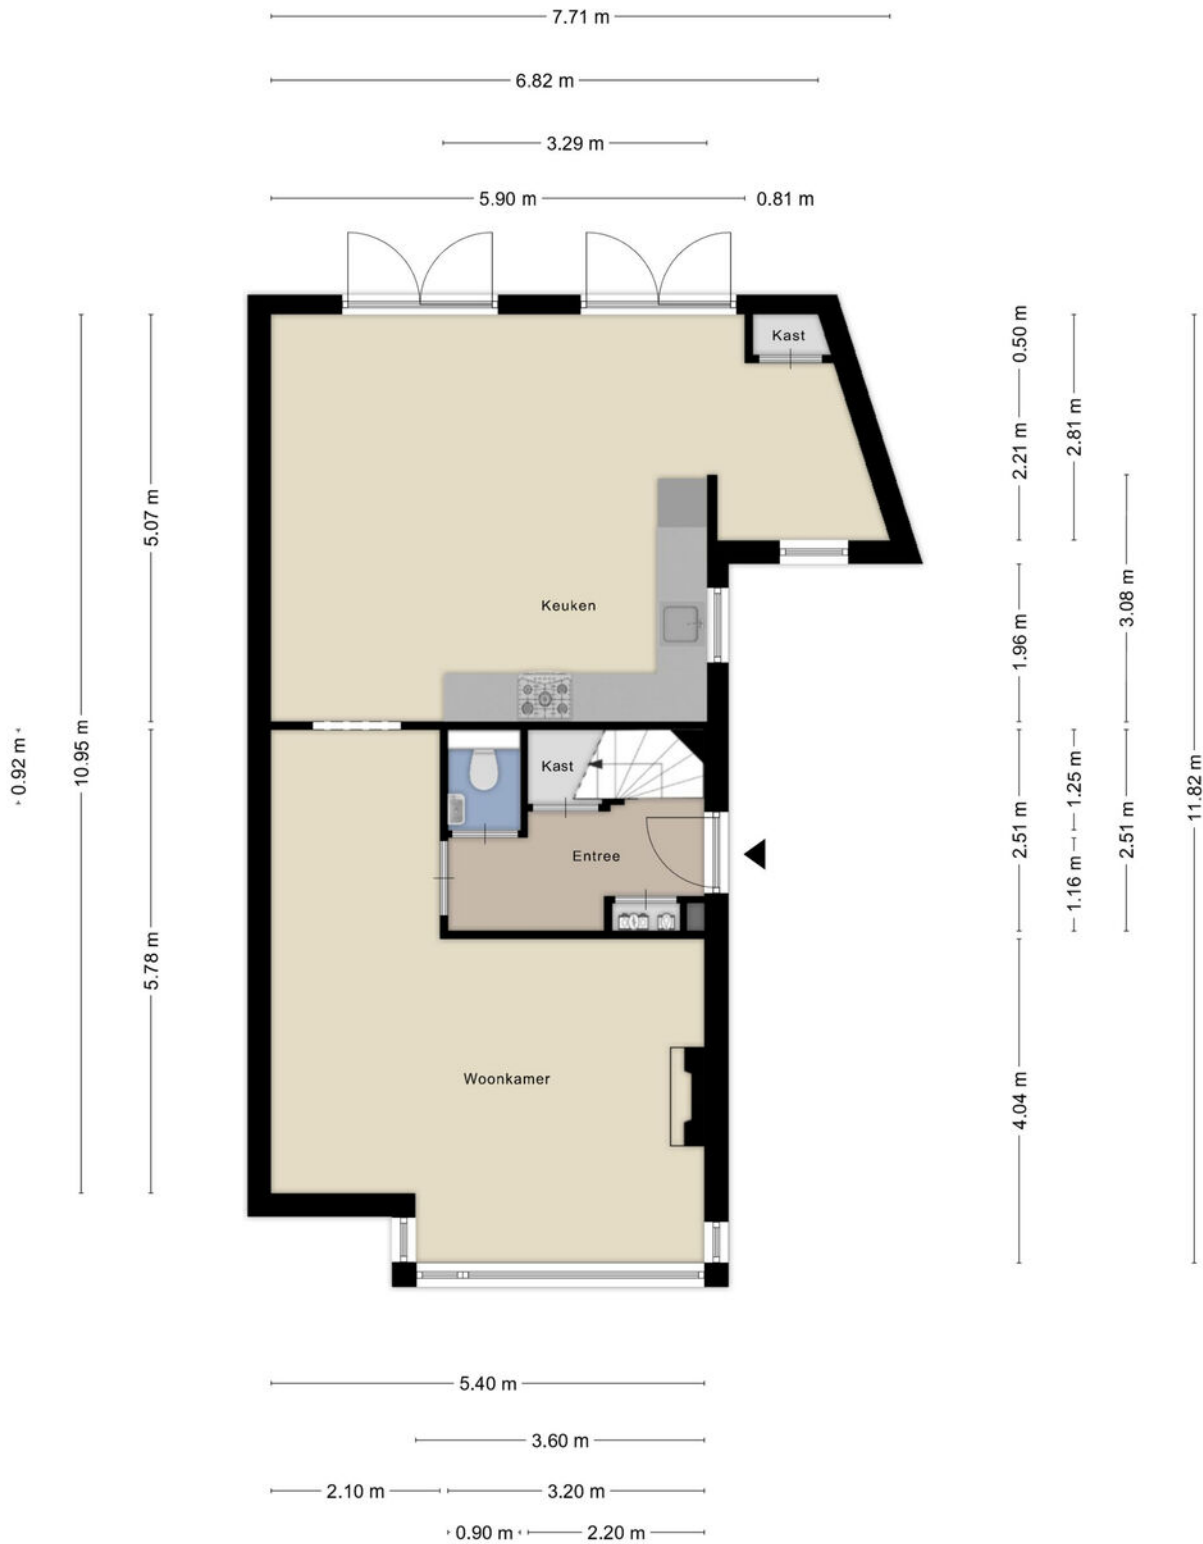 7.71 m
6.82 m
3.29 m
5.90 m
0.81 m
Kast
0.50 m
2.81 m
2.21 m
5.07 m
3.08 m
Keuken
1.96 m
0.92 m
10.95 m
Kast
1.25 m
11.82 m
2.51 m
2.51 m
Entree
1.16 m
5.78 m
Woonkamer
4.04 m
5.40 m
3.60 m
2.10 m
3.20 m
0.90 m
2.20 m